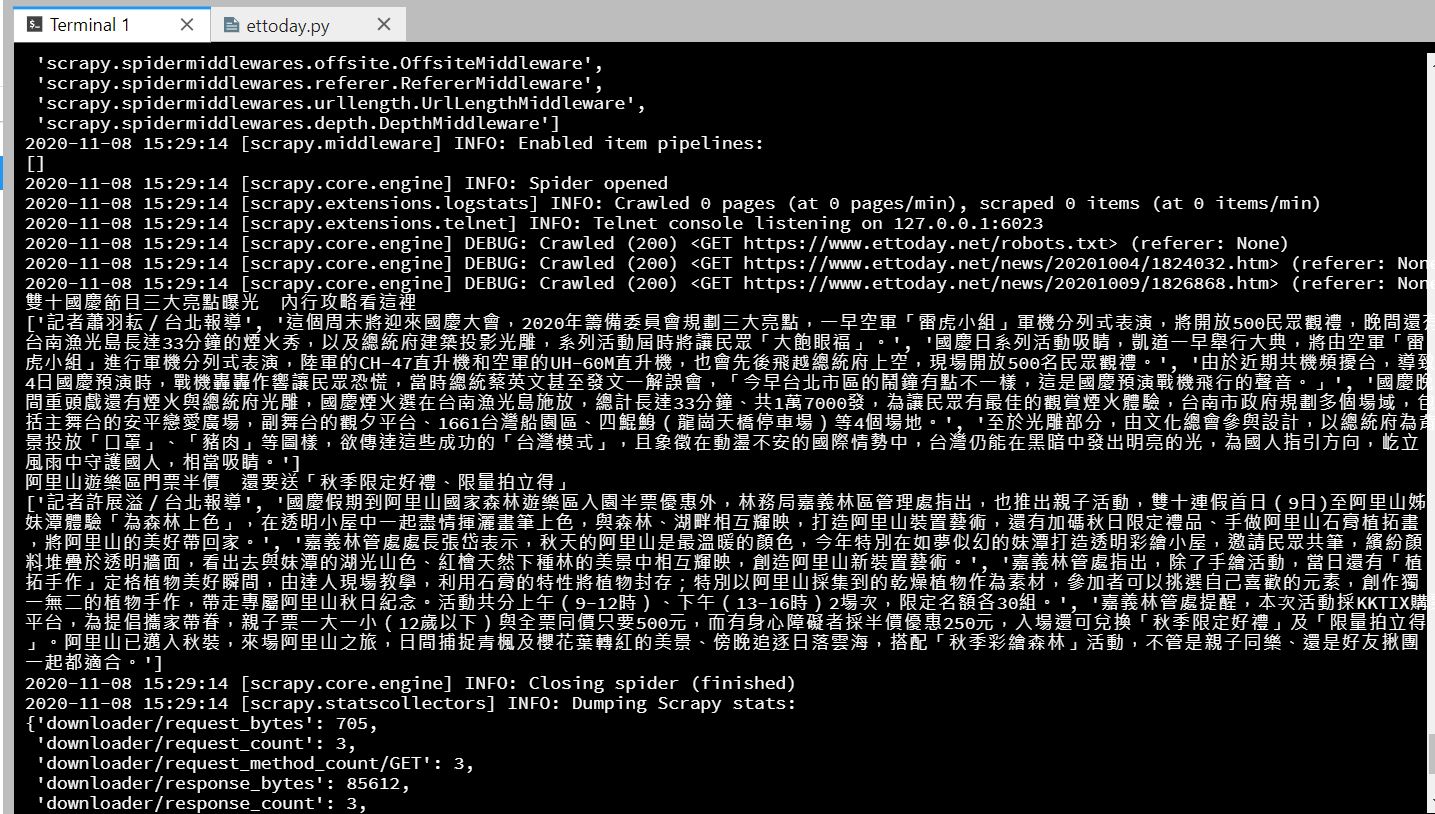 Terminal 1
ettoday.py
'scrapy.spidermiddlewares.offsite.OffsiteMiddleware',
'scrapy.spidermiddlewares.referer.RefererMiddleware',
'scrapy.spidermiddlewares.urllength.UrlLengthMiddleware',
'scrapy.spidermiddlewares.depth.DepthMiddleware']
2020-11-08 15:29:14 [scrapy.middleware] INFO: Enabled item pipelines:
[]
2020-11-08 15:29:14 [scrapy.core.engine] INFO: Spider opened
2020-11-08 15:29:14 [scrapy.extensions.logstats] INFO: Crawled 0 pages (at 0 pages/min), scraped 0 items (at 0 items/min)
2020-11-08 15:29:14 [scrapy.extensions.telnet] INFO: Telnet console listening on 127.0.0.1:6023
2020-11-08 15:29:14 [scrapy.core.engine] DEBUG: Crawled (200) <GET https://www.ettoday.net/robots.txt> (referer: None)
2020-11-08 15:29:14 [scrapy.core.engine] DEBUG: Crawled (200) <GET https://www.ettoday.net/news/20201004/1824032.htm> (referer: None
2020-11-08 15:29:14 [scrapy.core.engine] DEBUG: Crawled (200) <GET https://www.ettoday.net/news/20201009/1826868.htm> (referer: None
雙十國慶節目三大亮點曝光　內行攻略看這裡
['記者蕭羽耘／台北報導', '這個周末將迎來國慶大會，2020年籌備委員會規劃三大亮點，一早空軍「雷虎小組」軍機分列式表演，將開放500民眾觀禮，晚間還有
台南漁光島長達33分鐘的煙火秀，以及總統府建築投影光雕，系列活動屆時將讓民眾「大飽眼福」。', '國慶日系列活動吸睛，凱道一早舉行大典，將由空軍「雷
虎小組」進行軍機分列式表演，陸軍的CH-47直升機和空軍的UH-60M直升機，也會先後飛越總統府上空，現場開放500名民眾觀禮。', '由於近期共機頻擾台，導致
4日國慶預演時，戰機轟轟作響讓民眾恐慌，當時總統蔡英文甚至發文一解誤會，「今早台北市區的鬧鐘有點不一樣，這是國慶預演戰機飛行的聲音。」', '國慶晚
間重頭戲還有煙火與總統府光雕，國慶煙火選在台南漁光島施放，總計長達33分鐘、共1萬7000發，為讓民眾有最佳的觀賞煙火體驗，台南市政府規劃多個場域，包
括主舞台的安平戀愛廣場，副舞台的觀夕平台、1661台灣船園區、四鯤鯓（龍崗天橋停車場）等4個場地。', '至於光雕部分，由文化總會參與設計，以總統府為背
景投放「口罩」、「豬肉」等圖樣，欲傳達這些成功的「台灣模式」，且象徵在動盪不安的國際情勢中，台灣仍能在黑暗中發出明亮的光，為國人指引方向，屹立
風雨中守護國人，相當吸睛。']
阿里山遊樂區門票半價　還要送「秋季限定好禮、限量拍立得」
['記者許展溢／台北報導', '國慶假期到阿里山國家森林遊樂區入園半票優惠外，林務局嘉義林區管理處指出，也推出親子活動，雙十連假首日（9日)至阿里山姊
妹潭體驗「為森林上色」，在透明小屋中一起盡情揮灑畫筆上色，與森林、湖畔相互輝映，打造阿里山裝置藝術，還有加碼秋日限定禮品、手做阿里山石膏植拓畫
，將阿里山的美好帶回家。', '嘉義林管處處長張岱表示，秋天的阿里山是最溫暖的顏色，今年特別在如夢似幻的妹潭打造透明彩繪小屋，邀請民眾共筆，繽紛顏
料堆疊於透明牆面，看出去與妹潭的湖光山色、紅檜天然下種林的美景中相互輝映，創造阿里山新裝置藝術。', '嘉義林管處指出，除了手繪活動，當日還有「植
拓手作」定格植物美好瞬間，由達人現場教學，利用石膏的特性將植物封存；特別以阿里山採集到的乾燥植物作為素材，參加者可以挑選自己喜歡的元素，創作獨
一無二的植物手作，帶走專屬阿里山秋日紀念。活動共分上午（9-12時）、下午（13-16時）2場次，限定名額各30組。', '嘉義林管處提醒，本次活動採KKTIX購
平台，為提倡攜家帶眷，親子票一大一小（12歲以下）與全票同價只要500元，而有身心障礙者採半價優惠250元，入場還可兌換「秋季限定好禮」及「限量拍立得
」。阿里山已邁入秋裝，來場阿里山之旅，日間捕捉青楓及櫻花葉轉紅的美景、傍晚追逐日落雲海，搭配「秋季彩繪森林」活動，不管是親子同樂、還是好友揪團
一起都適合。']
2020-11-08 15:29:14 [scrapy.core.engine] INFO: Closing spider (finished)
2020-11-08 15:29:14 [scrapy.statscollectors] INFO: Dumping Scrapy stats:
{'downloader/request_bytes': 705,
'downloader/request_count': 3,
'downloader/request_method_count/GET': 3,
'downloader/response_bytes': 85612,
'downloader/response_count': 3,